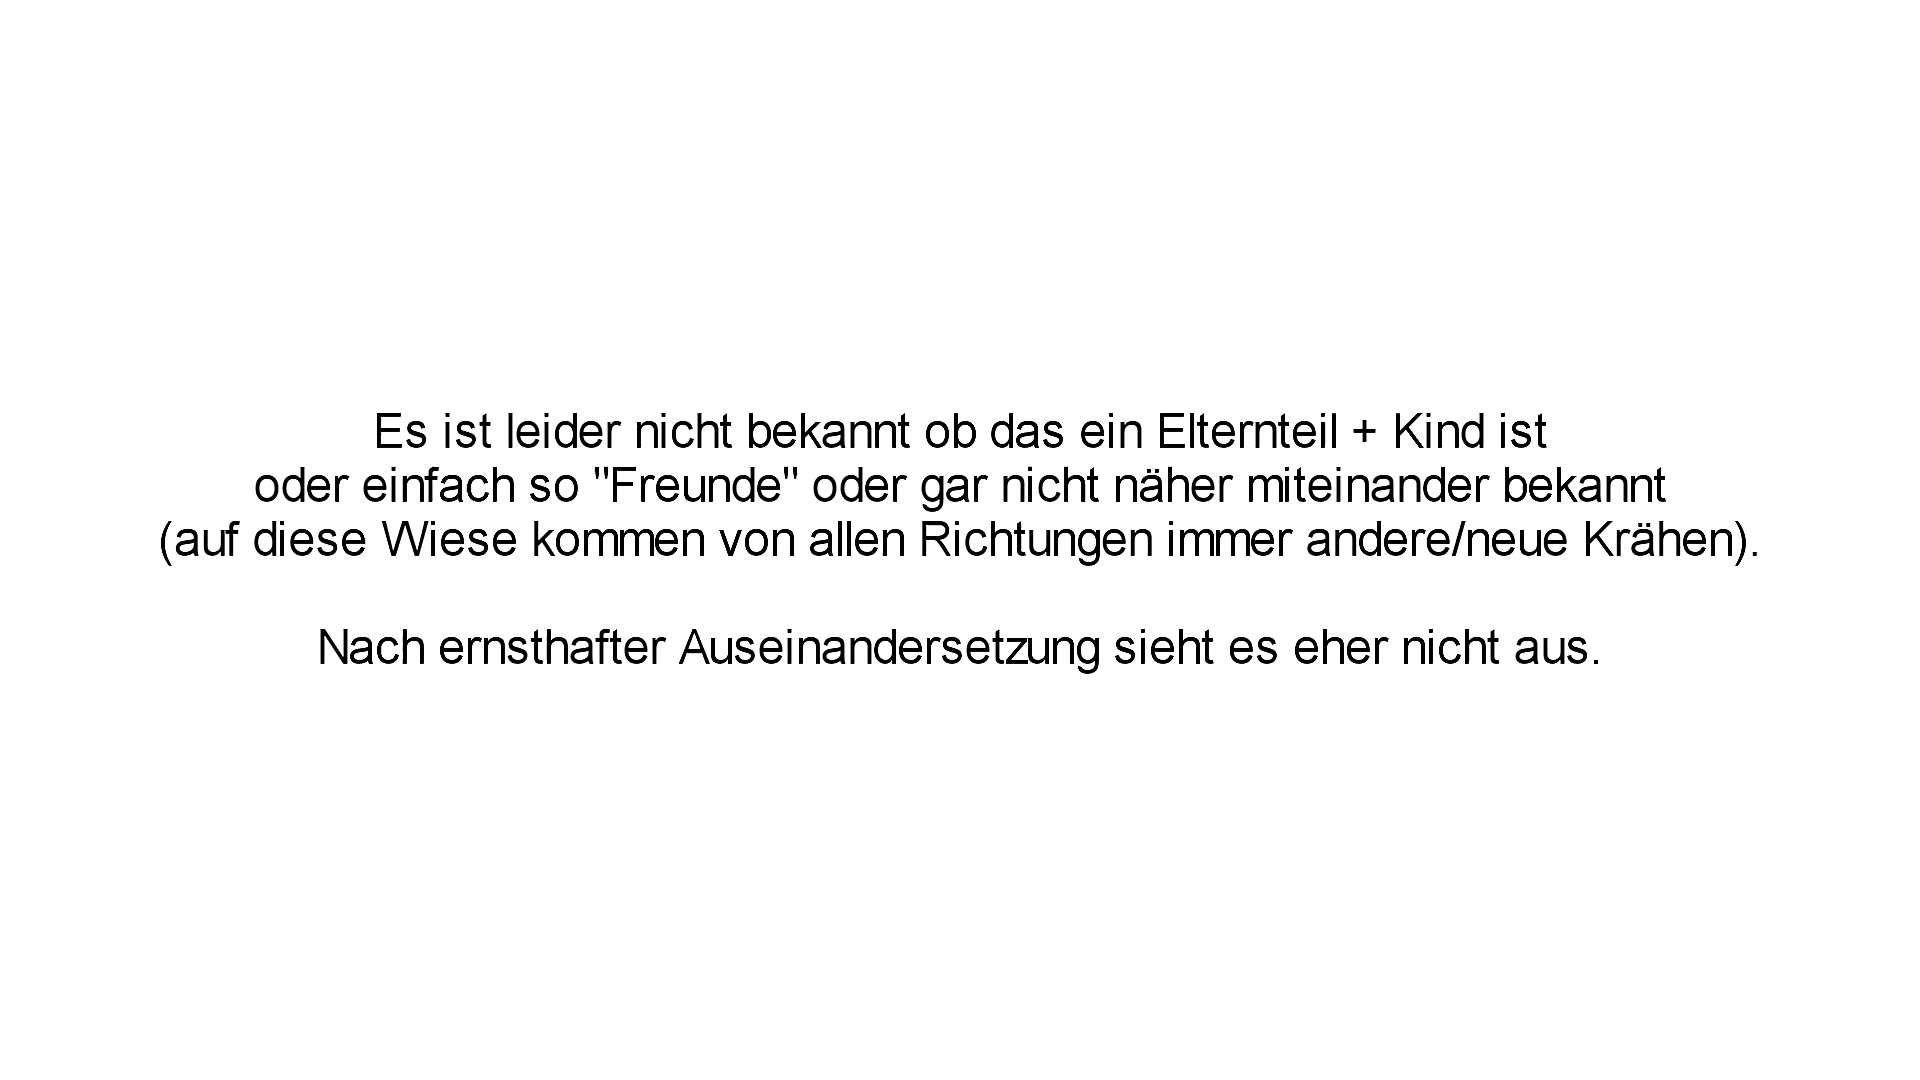 Es ist leider nicht bekannt ob das ein Elternteil + Kind ist
oder einfach so "Freunde" oder gar nicht näher miteinander bekannt
(auf diese Wiese kommen von allen Richtungen immer andere/neue Krähen).
Nach ernsthafter Auseinandersetzung sieht es eher nicht aus.